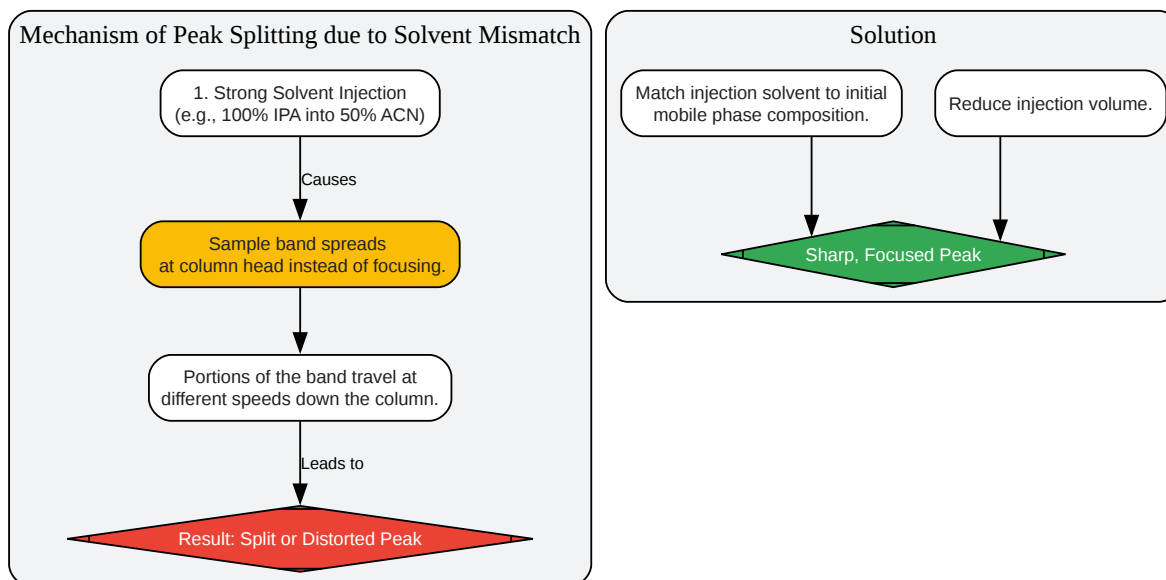 Mechanism of Peak Splitting due to Solvent Mismatch
1. Strong Solvent Injection
(e.g., 100% IPA into 50% ACN)
Causes
Sample band spreads
at column head instead of focusing.
Portions of the band travel at
different speeds down the column.
Leads to
Result: Split or Distorted Peak
Solution
Match injection solvent to initial
mobile phase composition.
Reduce injection volume.
Sharp, Focused Peak